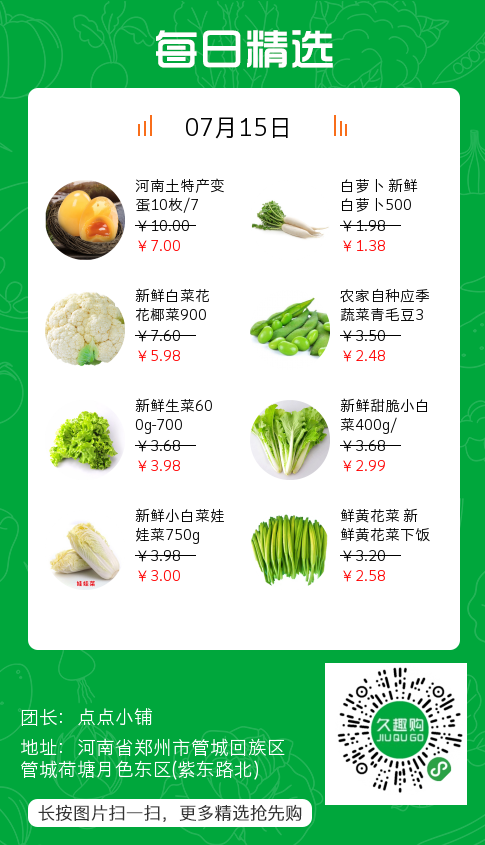 每日精选
07月15日
河南土特产变
蛋10枚/7
￥10.00
￥7.00
白萝卜 新鲜
白萝卜500
￥1.98
￥1.38
新鲜白菜花
花椰菜900
￥7.60
￥5.98
农家自种应季
蔬菜青毛豆3
￥3.50
￥2.48
新鲜生菜60
0g-700
￥3.68
￥3.98
新鲜甜脆小白
菜400g/
￥3.68
￥2.99
新鲜小白菜娃
娃菜750g
￥3.98
￥3.00
娃娃菜
鲜黄花菜 新
鲜黄花菜下饭
￥3.20
￥2.58
团长：点点小铺
地址：河南省郑州市管城回族区
管城荷塘月色东区(紫东路北)
长按图片扫一扫，更多精选抢先购
久趣购
JIUQUGO